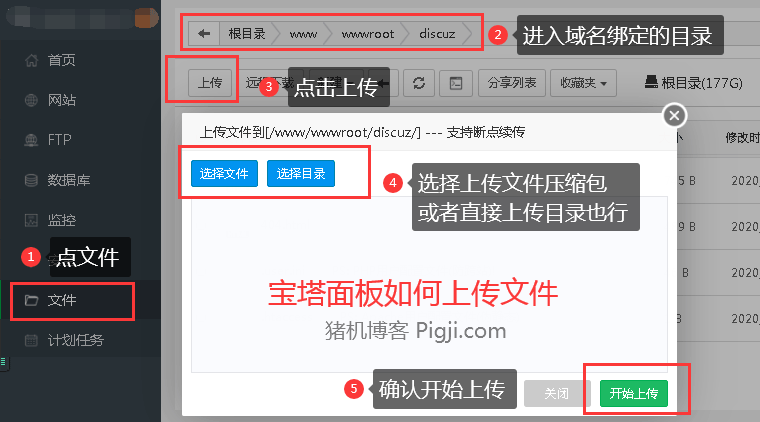 首页
网站
FTP
数据库
监控
1 点文件
文件
计划任务
根目录 www wwwroot discuz
2 进入域名绑定的目录
上传 分享列表 收藏夹 根目录(177G)
3 点击上传
上传文件到[/www/wwwroot/discuz/] --- 支持断点续传
修改时
选择文件 选择目录
4 选择上传文件压缩包
或者直接上传目录也行
5 B 2020
9 B 2020
B 2020
B 2020
宝塔面板如何上传文件
猪机博客 Pigji.com
5 确认开始上传
关闭 开始上传